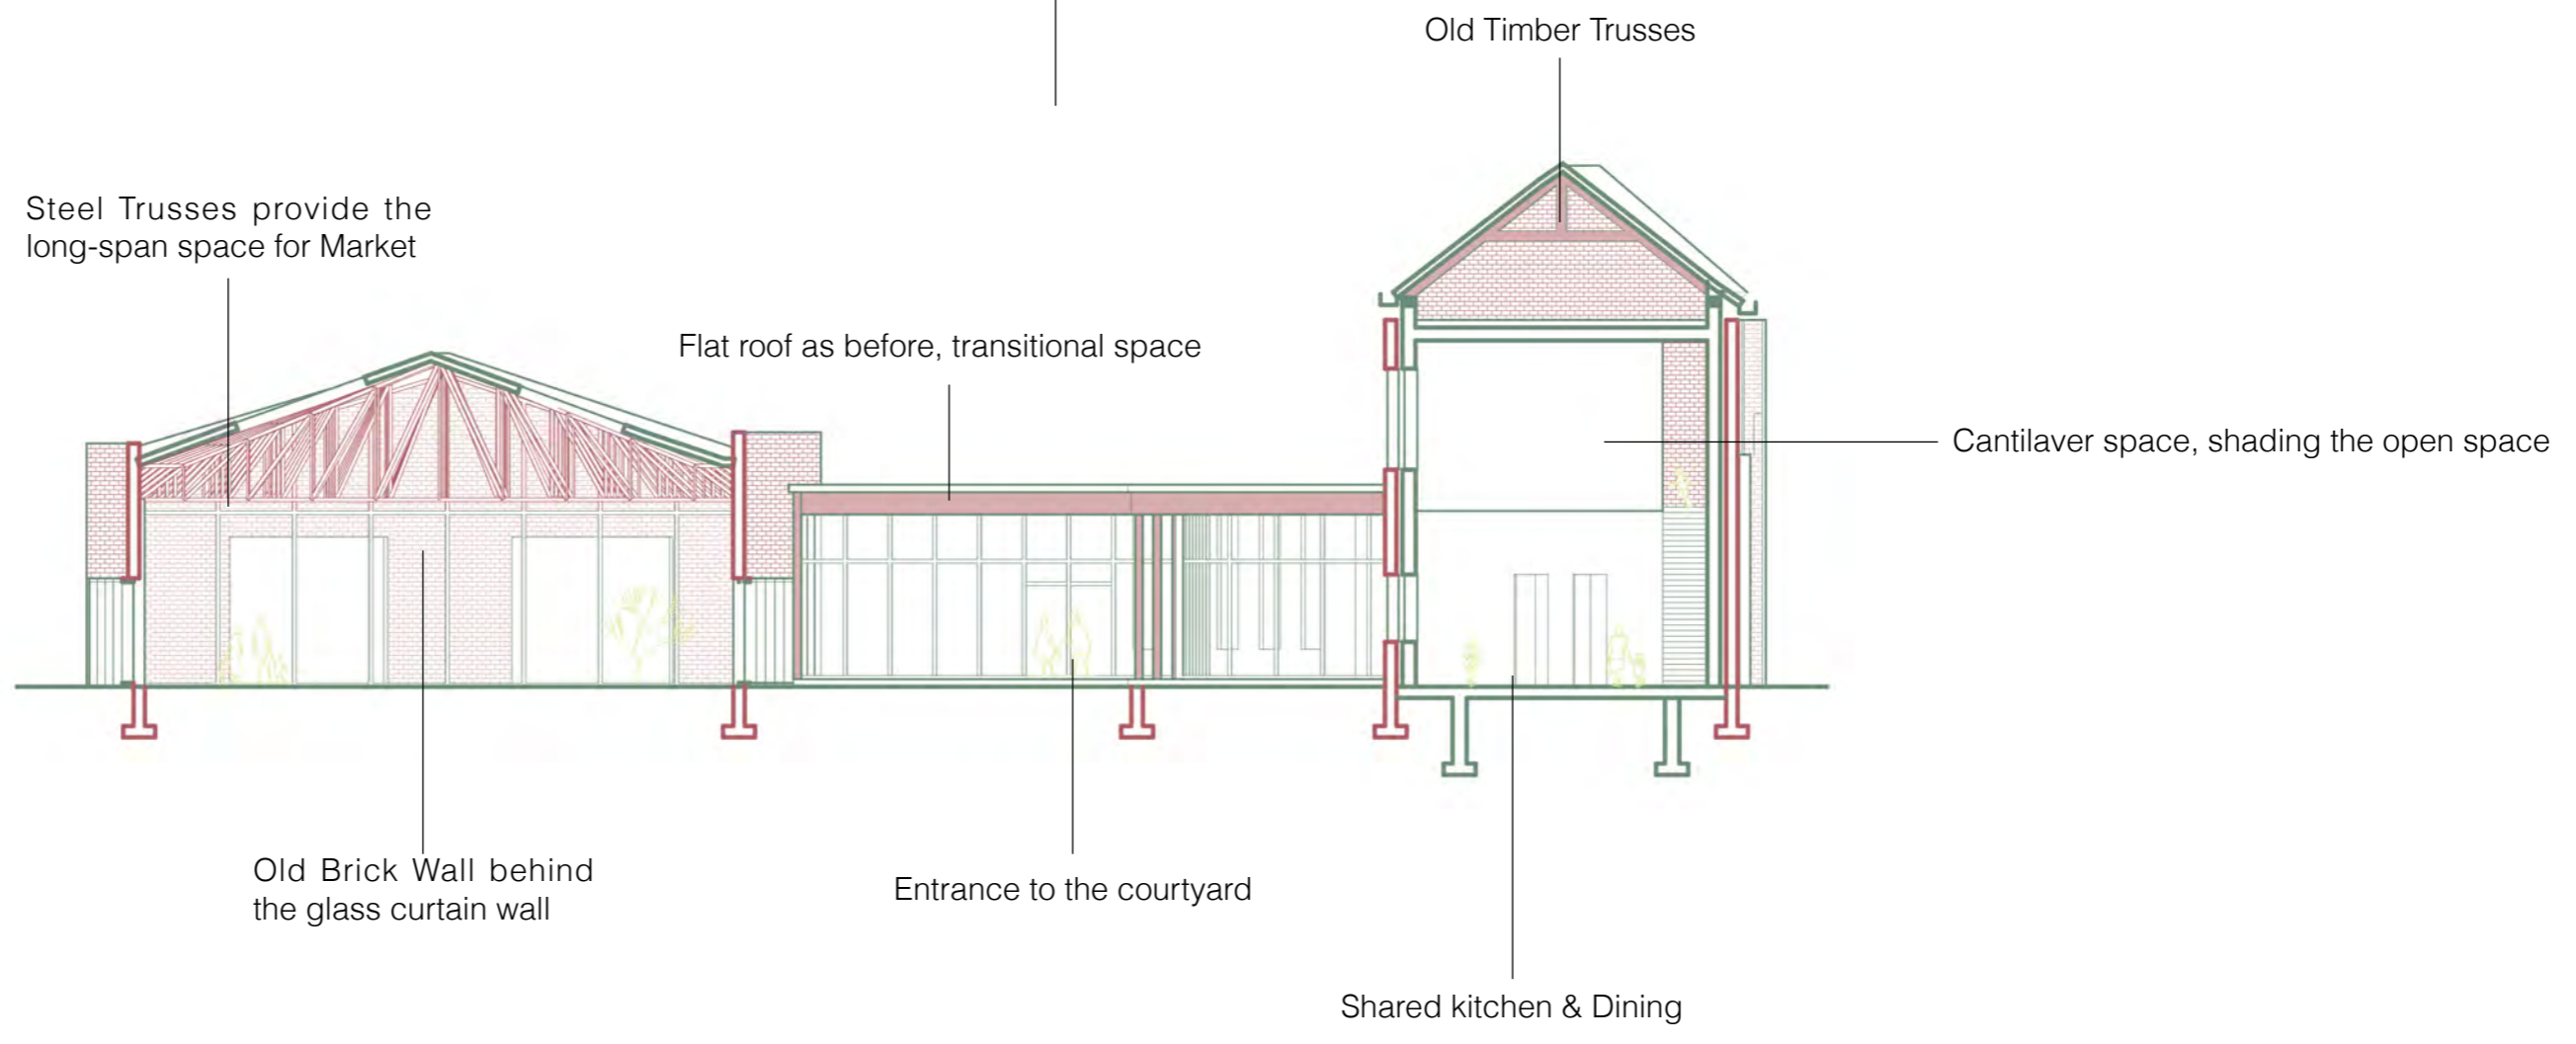 Old Timber Trusses
Steel Trusses provide the
long-span space for Market
Flat roof as before, transitional space
Cantilaver space, shading the open space
Old Brick Wall behind
the glass curtain wall
Entrance to the courtyard
Shared kitchen & Dining